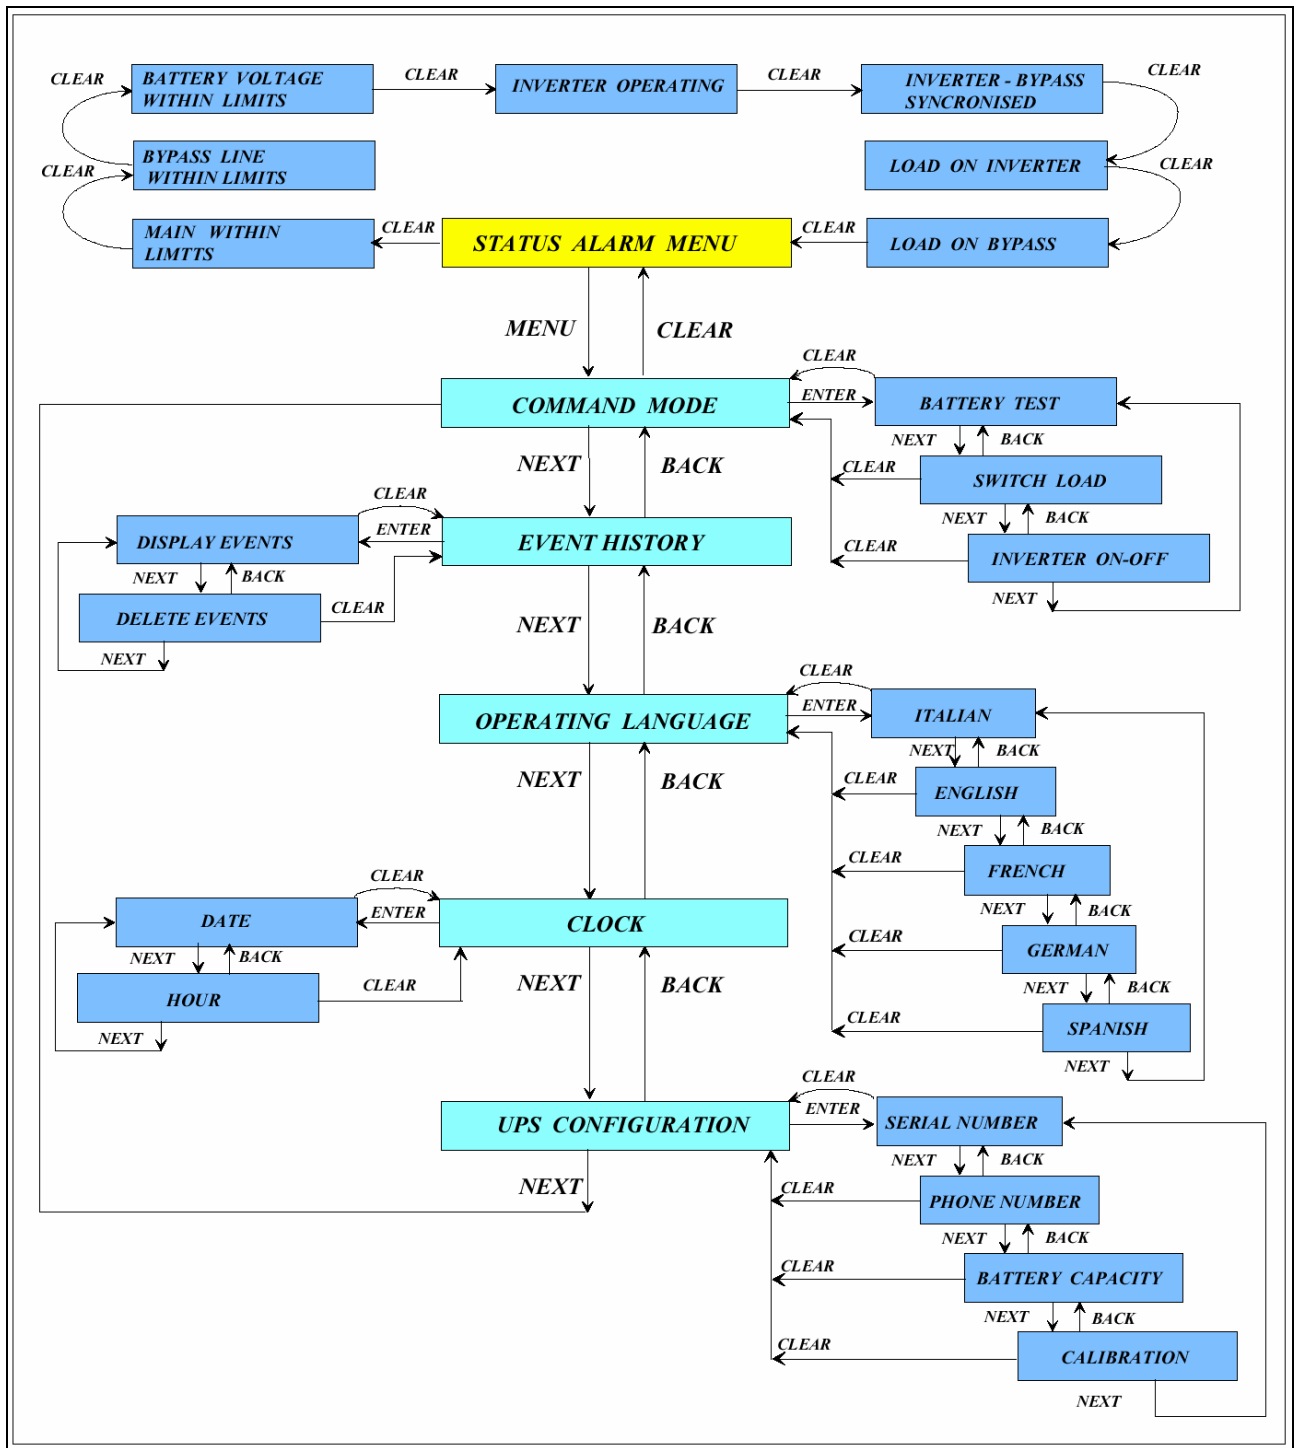 CLEAR
BATTERY VOLTAGE
WITHIN LIMITS
CLEAR
INVERTER OPERATING
CLEAR
INVERTER - BYPASS
SYNCRONISED
CLEAR
CLEAR
BYPASS LINE
WITHIN LIMITS
LOAD ON INVERTER
CLEAR
MAIN WITHIN
LIMTTS
CLEAR
STATUS ALARM MENU
CLEAR
LOAD ON BYPASS
MENU
CLEAR
CLEAR
COMMAND MODE
ENTER
BATTERY TEST
NEXT
BACK
NEXT
BACK
CLEAR
SWITCH LOAD
CLEAR
NEXT
BACK
DISPLAY EVENTS
ENTER
EVENT HISTORY
CLEAR
INVERTER ON-OFF
NEXT
BACK
NEXT
DELETE EVENTS
CLEAR
NEXT
BACK
NEXT
CLEAR
OPERATING LANGUAGE
ENTER
ITALIAN
NEXT
BACK
NEXT
BACK
CLEAR
ENGLISH
NEXT
BACK
CLEAR
FRENCH
CLEAR
NEXT
BACK
DATE
ENTER
CLOCK
CLEAR
GERMAN
NEXT
BACK
NEXT
BACK
NEXT
BACK
HOUR
CLEAR
CLEAR
SPANISH
NEXT
NEXT
CLEAR
UPS CONFIGURATION
ENTER
SERIAL NUMBER
NEXT
BACK
NEXT
CLEAR
PHONE NUMBER
NEXT
BACK
CLEAR
BATTERY CAPACITY
NEXT
BACK
CLEAR
CALIBRATION
NEXT